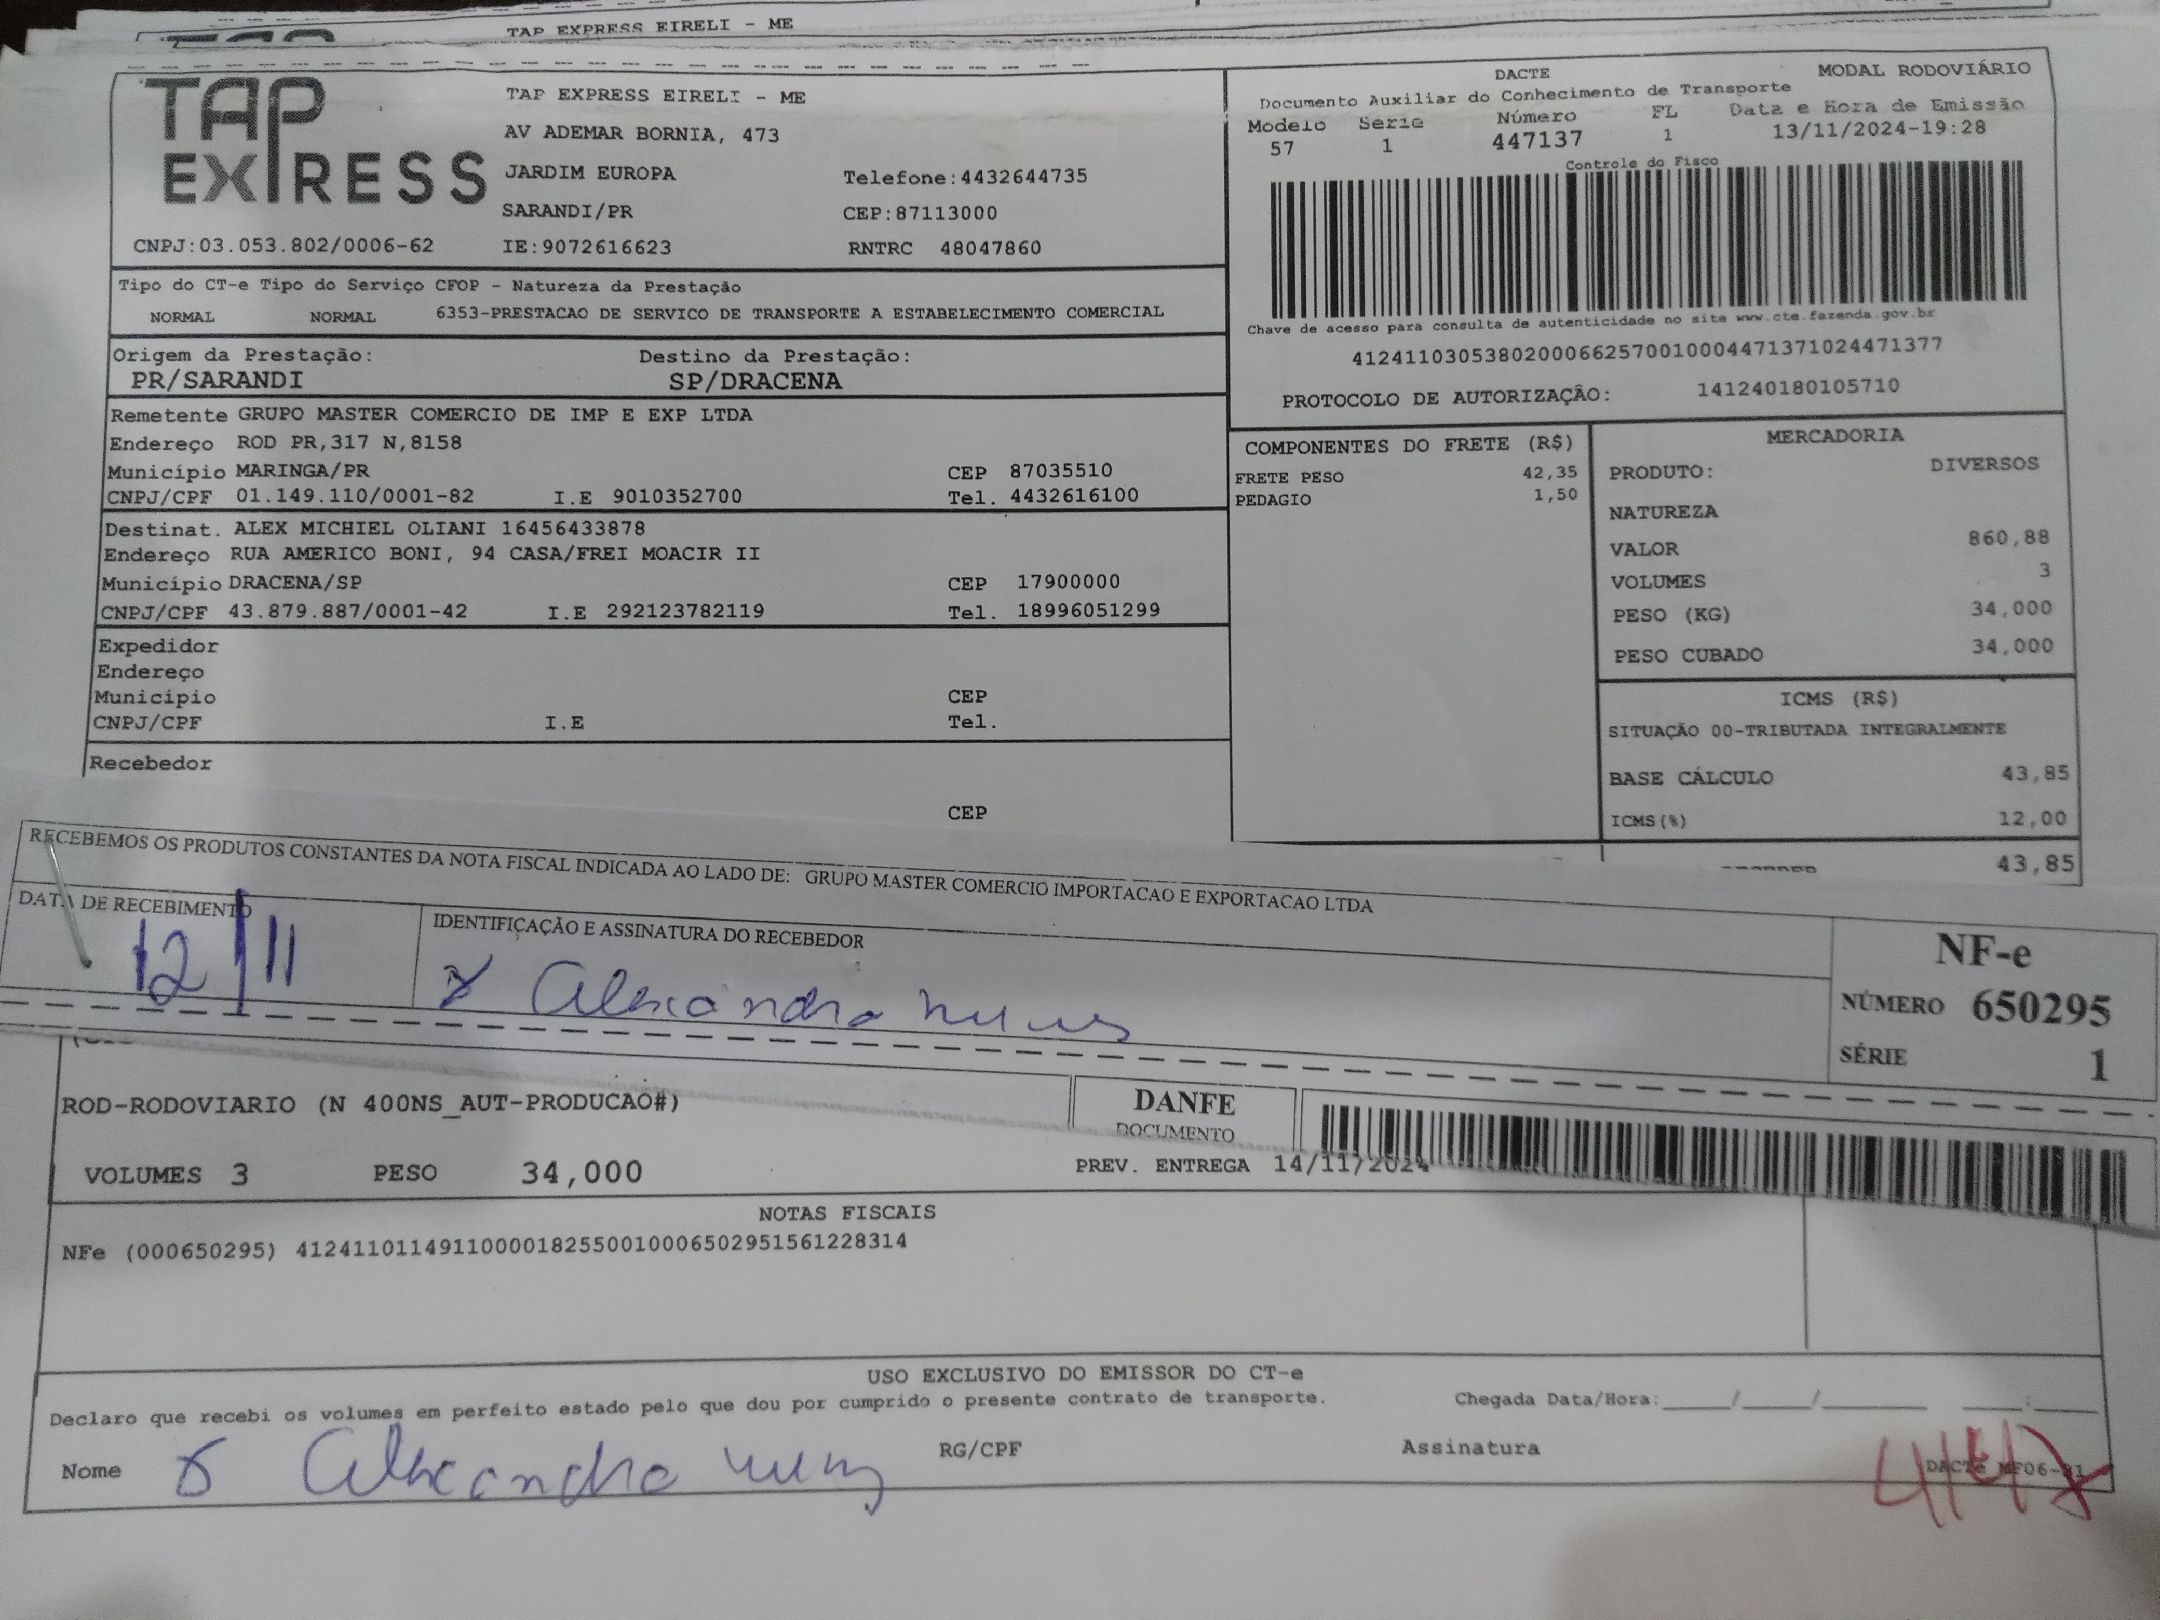 TAP EXPRESS EIRELI - ME
TAP EXPRESS
TAP EXPRESS EIRELI - ME
AV ADEMAR BORNIA, 473
JARDIM EUROPA Telefone:4432644735
SARANDI/PR CEP:87113000
CNPJ:03.053.802/0006-62 IE:9072616623 RNTRC 48047860
DACTE MODAL RODOVIÁRIO
Documento Auxiliar do Conhecimento de Transporte
Modelo Serie Número FL Data e Hora de Emissão
57 1 447137 1 13/11/2024-19:28
Controle do Fisco
Chave de acesso para consulta de autenticidade no site www.cte.fazenda.gov.br
41241103053802000662570010004471371024471377
PROTOCOLO DE AUTORIZAÇÃO: 141240180105710
Tipo do CT-e Tipo do Serviço CFOP - Natureza da Prestação
NORMAL NORMAL 6353-PRESTACAO DE SERVICO DE TRANSPORTE A ESTABELECIMENTO COMERCIAL
Origem da Prestação: Destino da Prestação:
PR/SARANDI SP/DRACENA
Remetente GRUPO MASTER COMERCIO DE IMP E EXP LTDA
Endereço ROD PR,317 N,8158
Município MARINGA/PR CEP 87035510
CNPJ/CPF 01.149.110/0001-82 I.E 9010352700 Tel. 4432616100
Destinat. ALEX MICHIEL OLIANI 16456433878
Endereço RUA AMERICO BONI, 94 CASA/FREI MOACIR II
Município DRACENA/SP CEP 17900000
CNPJ/CPF 43.879.887/0001-42 I.E 292123782119 Tel. 18996051299
Expedidor
Endereço
Município CEP
CNPJ/CPF I.E Tel.
Recebedor
CEP
COMPONENTES DO FRETE (R$)
FRETE PESO 42,35
PEDAGIO 1,50
MERCADORIA
PRODUTO: DIVERSOS
NATUREZA
VALOR 860,88
VOLUMES 3
PESO (KG) 34,000
PESO CUBADO 34,000
ICMS (R$)
SITUAÇÃO 00-TRIBUTADA INTEGRALMENTE
BASE CÁLCULO 43,85
ICMS(%) 12,00
43,85
RECEBEMOS OS PRODUTOS CONSTANTES DA NOTA FISCAL INDICADA AO LADO DE: GRUPO MASTER COMERCIO IMPORTACAO E EXPORTACAO LTDA
DATA DE RECEBIMENTO IDENTIFICAÇÃO E ASSINATURA DO RECEBEDOR
12/11 x Alexandra
NF-e
NÚMERO 650295
SÉRIE 1
ROD-RODOVIARIO (N 400NS_AUT-PRODUCAO#)
DANFE
DOCUMENTO
VOLUMES 3 PESO 34,000 PREV. ENTREGA 14/11/2024
NOTAS FISCAIS
NFe (000650295) 41241101149110000182550010006502951561228314
USO EXCLUSIVO DO EMISSOR DO CT-e
Declaro que recebi os volumes em perfeito estado pelo que dou por cumprido o presente contrato de transporte. Chegada Data/Hora:_____/_____/_______ ____:____
Nome x Alexandra RG/CPF Assinatura